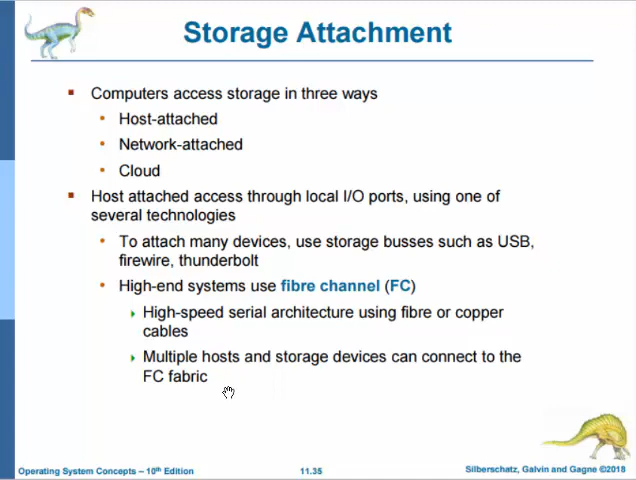 Storage Attachment
Computers access storage in three ways
Host-attached
Network-attached
Cloud
Host attached access through local I/O ports, using one of
several technologies
To attach many devices, use storage busses such as USB,
firewire, thunderbolt
High-end systems use fibre channel (FC)
High-speed serial architecture using fibre or copper
cables
Multiple hosts and storage devices can connect to the
FC fabric
Operating System Concepts – 10th Edition
11.35
Silberschatz, Galvin and Gagne ©2018